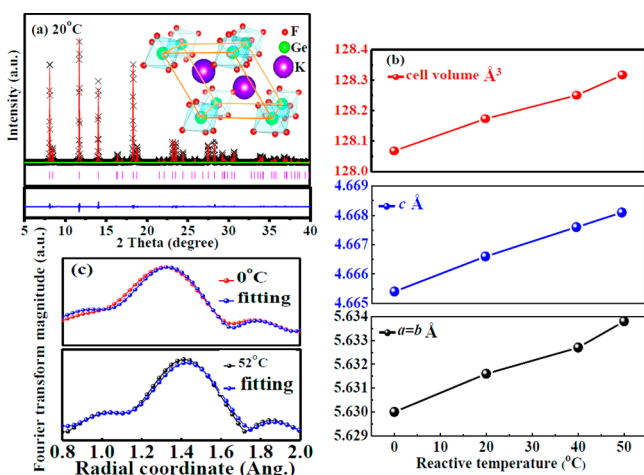 (a) 20°C
F
Ge
K
Intensity (a.u.)
5 10 15 20 25 30 35 40
2 Theta (degree)
(b)
cell volume Å3
128.4
128.3
128.2
128.1
128.0
c Å
4.669
4.668
4.667
4.666
4.665
a=b Å
5.634
5.633
5.632
5.631
5.630
5.629
0 10 20 30 40 50
Reactive temperature (°C)
(c)
0°C
fitting
52°C
fitting
Fourier transform magnitude (a.u.)
0.8 1.0 1.2 1.4 1.6 1.8 2.0
Radial coordinate (Ang.)